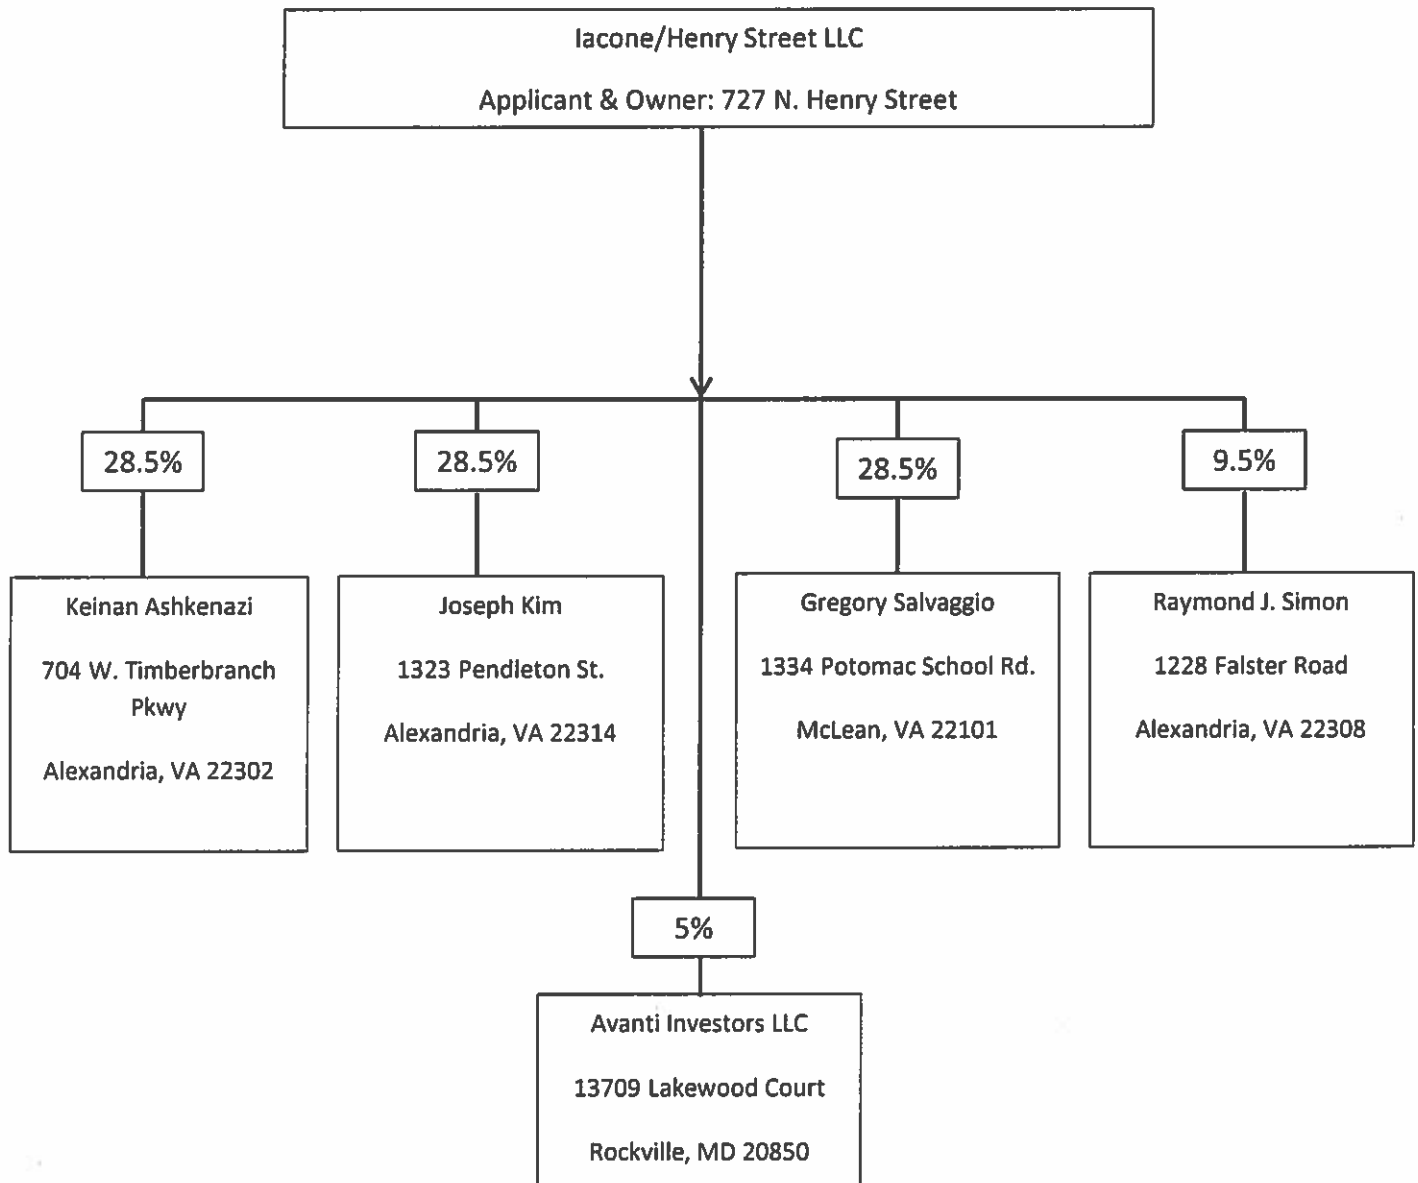 Iacone/Henry Street LLC
Applicant & Owner: 727 N. Henry Street
28.5%
28.5%
28.5%
9.5%
Keinan Ashkenazi
704 W. Timberbranch
Pkwy
Alexandria, VA 22302
Joseph Kim
1323 Pendleton St.
Alexandria, VA 22314
Gregory Salvaggio
1334 Potomac School Rd.
McLean, VA 22101
Raymond J. Simon
1228 Falster Road
Alexandria, VA 22308
5%
Avanti Investors LLC
13709 Lakewood Court
Rockville, MD 20850